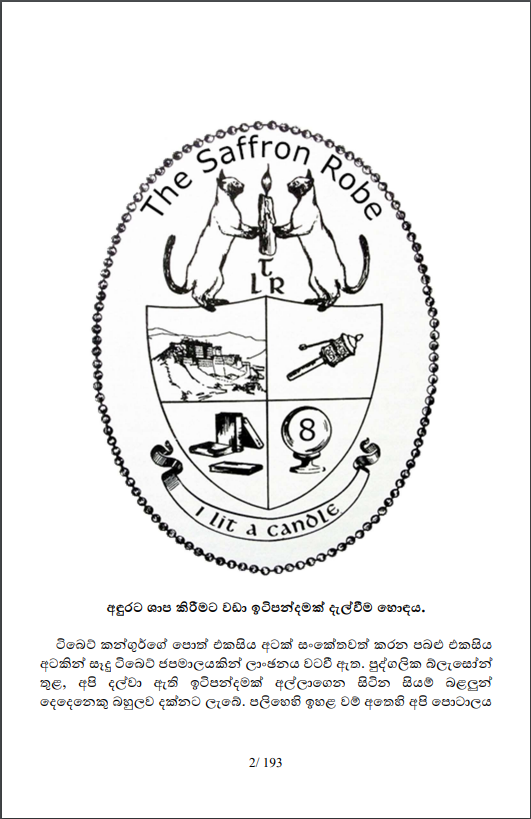 The Saffron Robe
T
LR
8
I lit a candle
අඳුරට ශාප කිරීමට වඩා ඉටිපන්දමක් දැල්වීම හොඳය.
ටිබෙට් කන්ගුර්ගේ පොත් එකසිය අටක් සංකේතවත් කරන පබළු එකසිය
අටකින් සෑදූ ටිබෙට් ජපමාලයකින් ලාංඡනය වටවී ඇත. පුද්ගලික බ්ලැසෝන්
තුළ, අපි දල්වා ඇති ඉටිපන්දමක් අල්ලාගෙන සිටින සියම් බළලුන්
දෙදෙනෙකු බහුලව දක්නට ලැබේ. පලිහෙහි ඉහළ වම් අතෙහි අපි පොටාලය
2/ 193